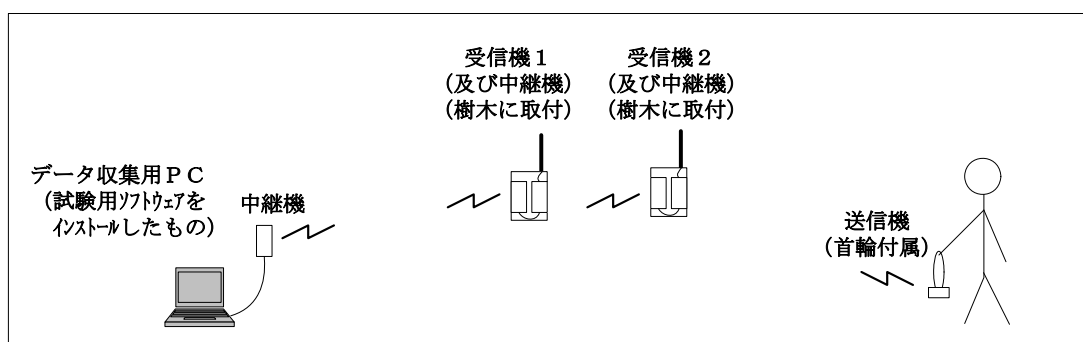 受信機１
(及び中継機)
(樹木に取付)
受信機２
(及び中継機)
(樹木に取付)
データ収集用ＰＣ
(試験用ｿﾌﾄｳｪｱを
ｲﾝｽﾄｰﾙしたもの)
中継機
送信機
(首輪付属)